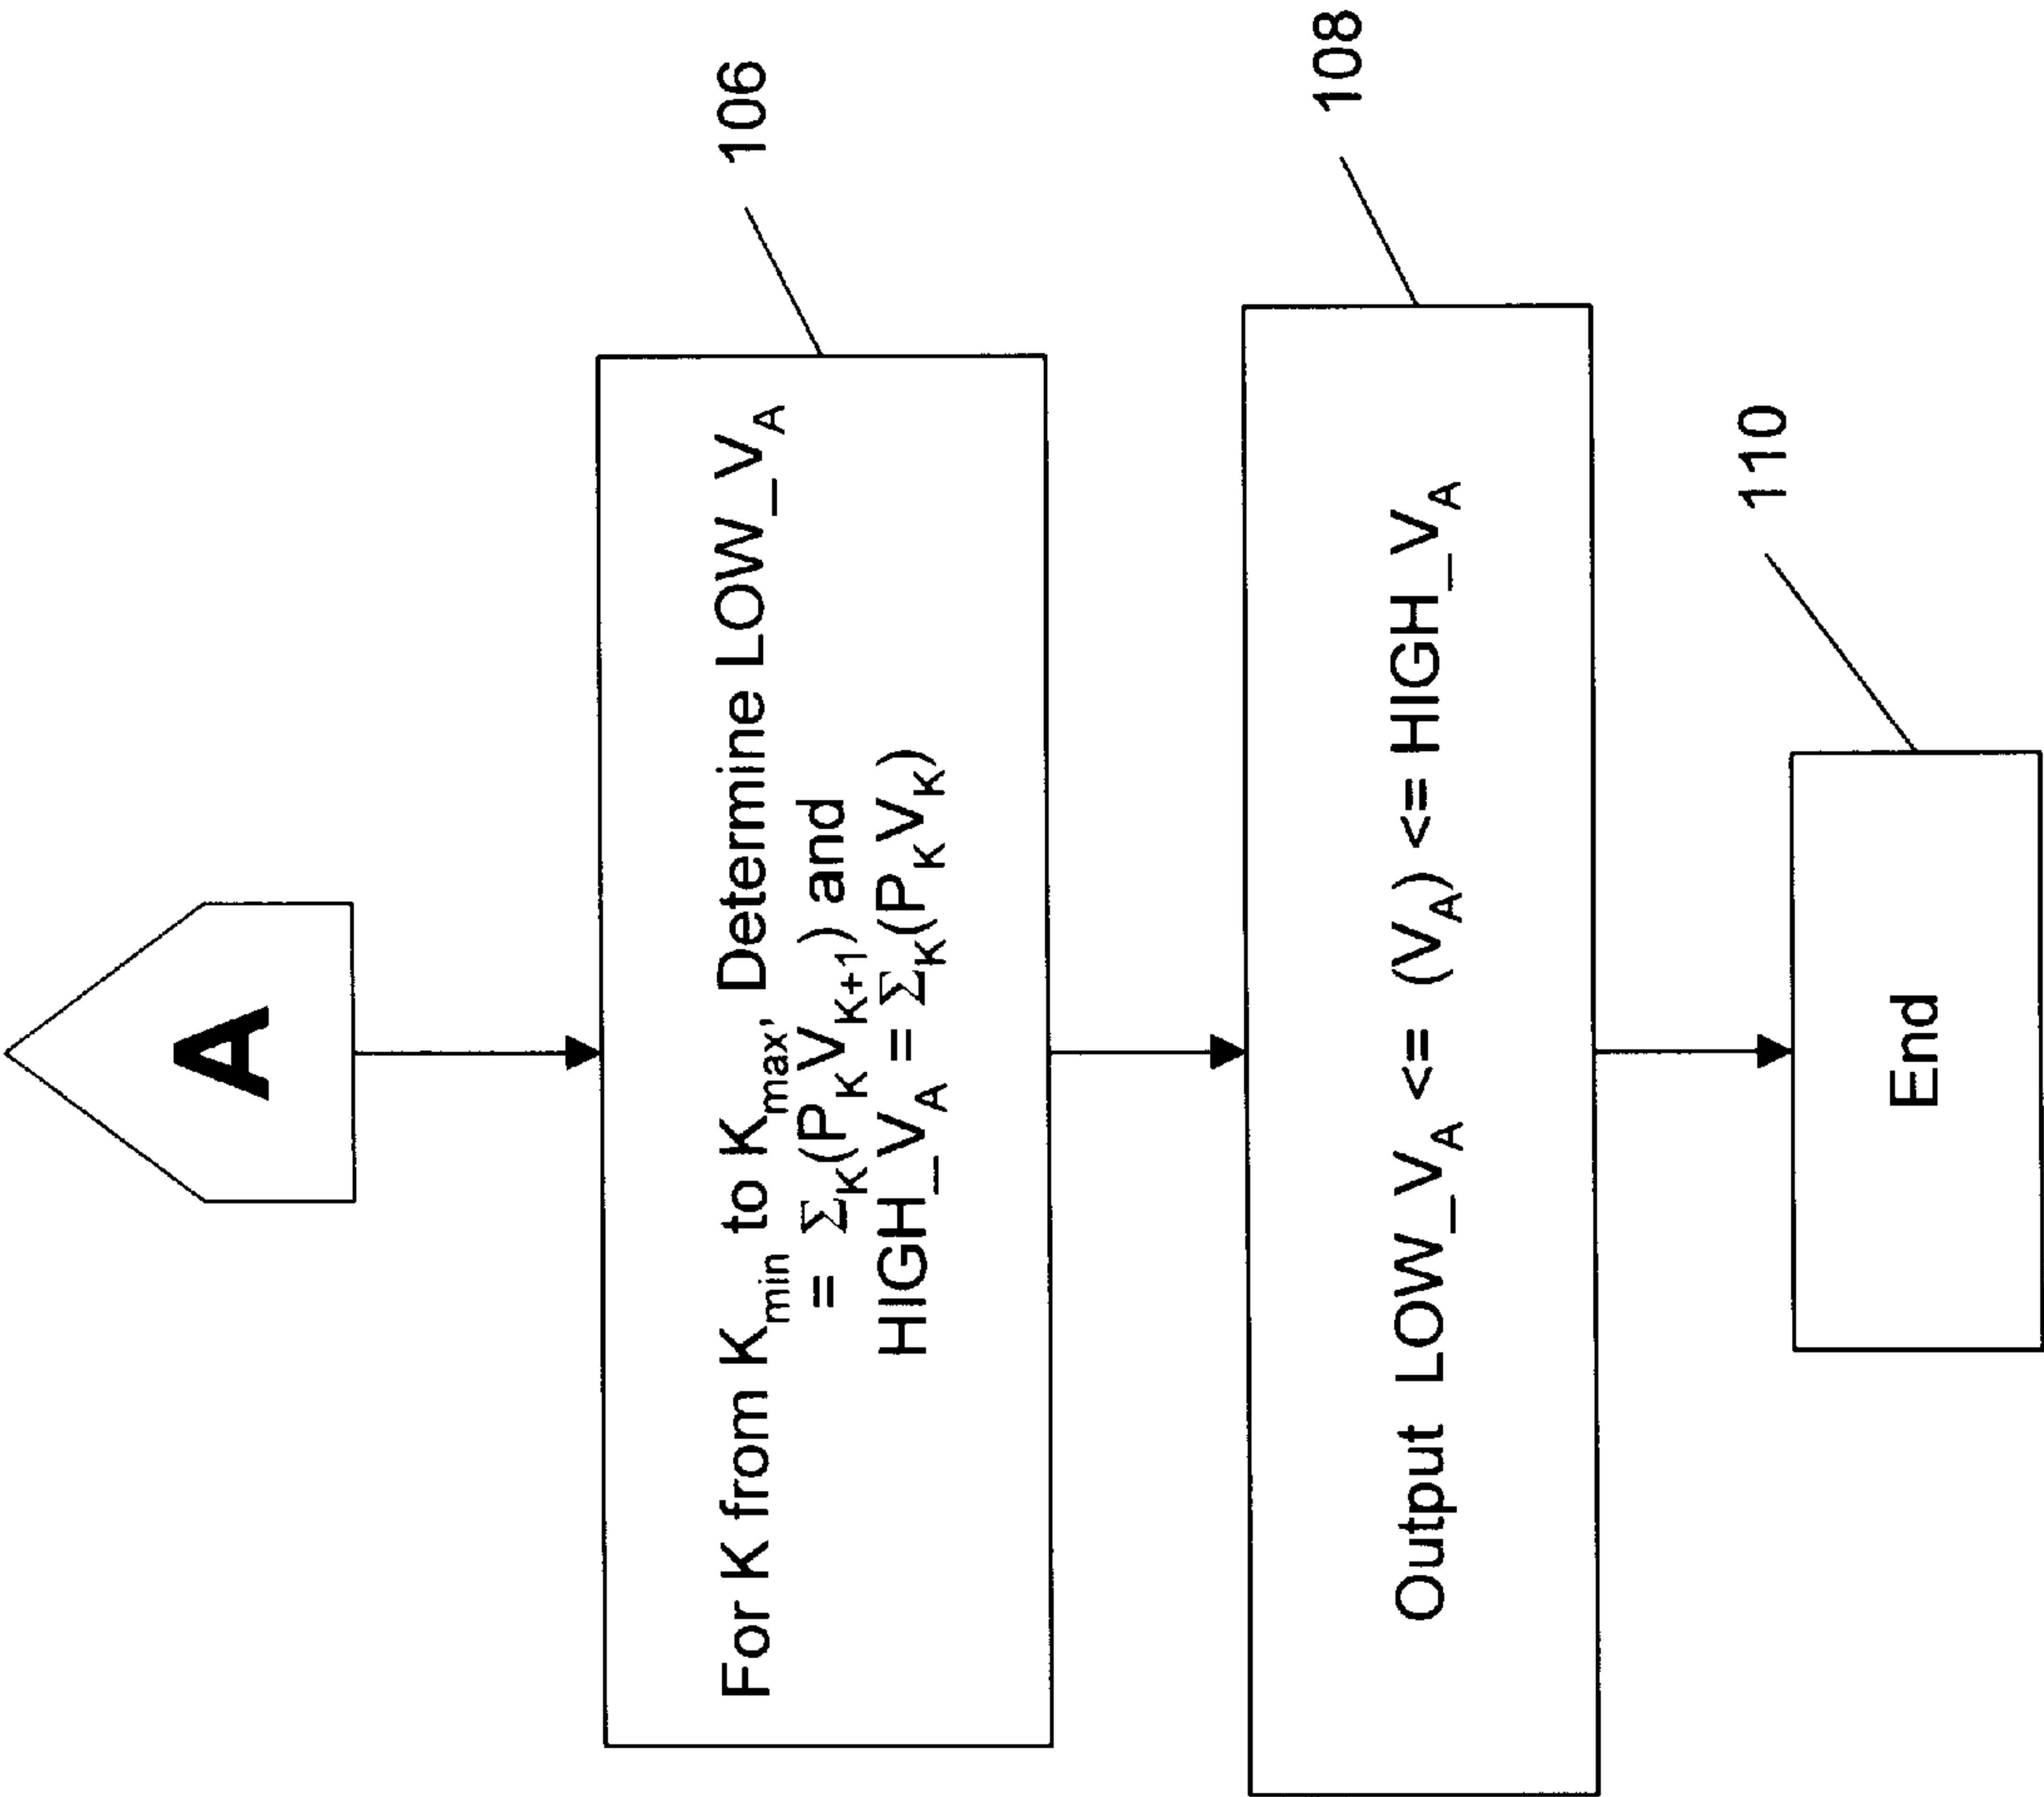 A
For K from K_min to K_max, Determine LOW_V_A
= Σ_K(P_K V_K+1) and
HIGH_V_A = Σ_K(P_K V_K)
106
Output LOW_V_A <= (V_A) <= HIGH_V_A
108
End
110